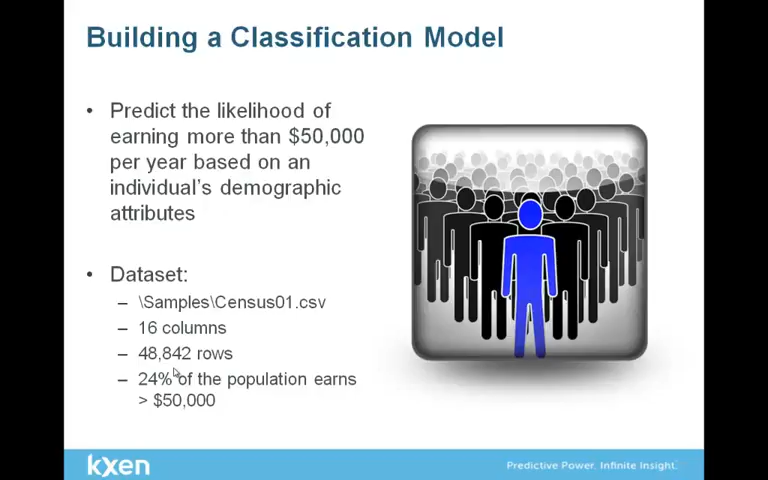 Building a Classification Model
• Predict the likelihood of
earning more than $50,000
per year based on an
individual's demographic
attributes
• Dataset:
– \Samples\Census01.csv
– 16 columns
– 48,842 rows
– 24% of the population earns
> $50,000
kxen
Predictive Power. Infinite Insight.